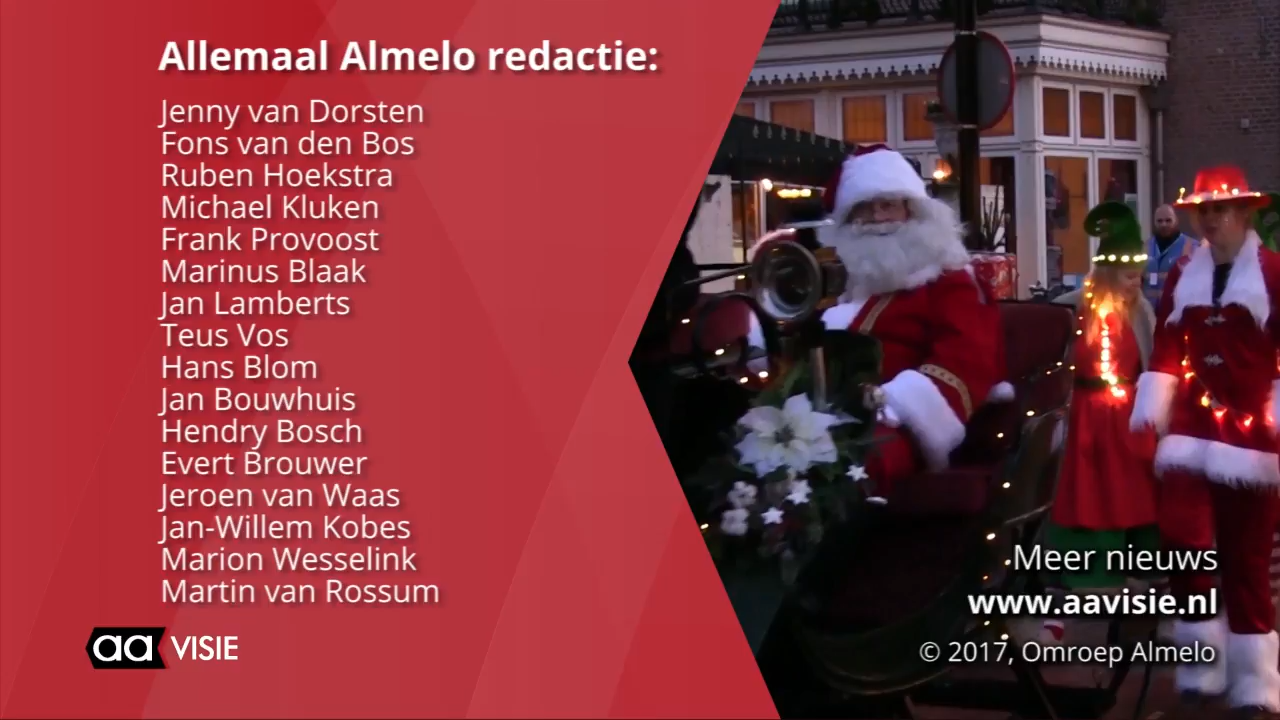 Allemaal Almelo redactie:
Jenny van Dorsten
Fons van den Bos
Ruben Hoekstra
Michael Kluken
Frank Provoost
Marinus Blaak
Jan Lamberts
Teus Vos
Hans Blom
Jan Bouwhuis
Hendry Bosch
Evert Brouwer
Jeroen van Waas
Jan-Willem Kobes
Marion Wesselink
Martin van Rossum
aa VISIE
Meer nieuws
www.aavisie.nl
© 2017, Omroep Almelo